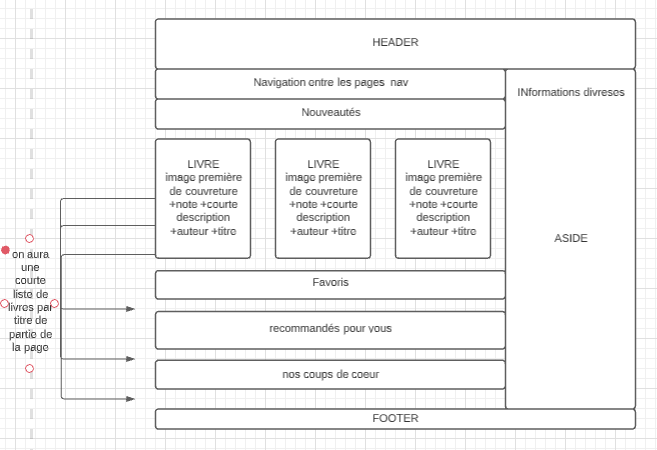 HEADER
Navigation entre les pages nav
INformations divreses
Nouveautés
LIVRE
image première
de couvreture
+note +courte
description
+auteur +titre
LIVRE
image première
de couvreture
+note +courte
description
+auteur +titre
LIVRE
image première
de couvreture
+note +courte
description
+auteur +titre
ASIDE
on aura
une
courte
liste de
livres par
titre de
partie de
la page
Favoris
recommandés pour vous
nos coups de coeur
FOOTER